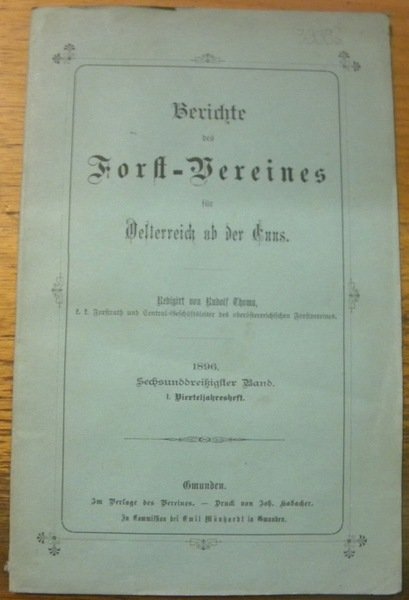 Berichte
des
Forst-Vereines
für
Oesterreich ob der Enns.
Redigirt von Rudolf Thoma,
k. k. Forstrath und Central-Geschäftsleiter des oberösterreichischen Forstvereines.
1896.
Sechsunddreißigster Band.
1. Vierteljahresheft.
Gmunden.
Im Verlage des Vereines. — Druck von Joh. Habacher.
In Commission bei Emil Mänhardt in Gmunden.